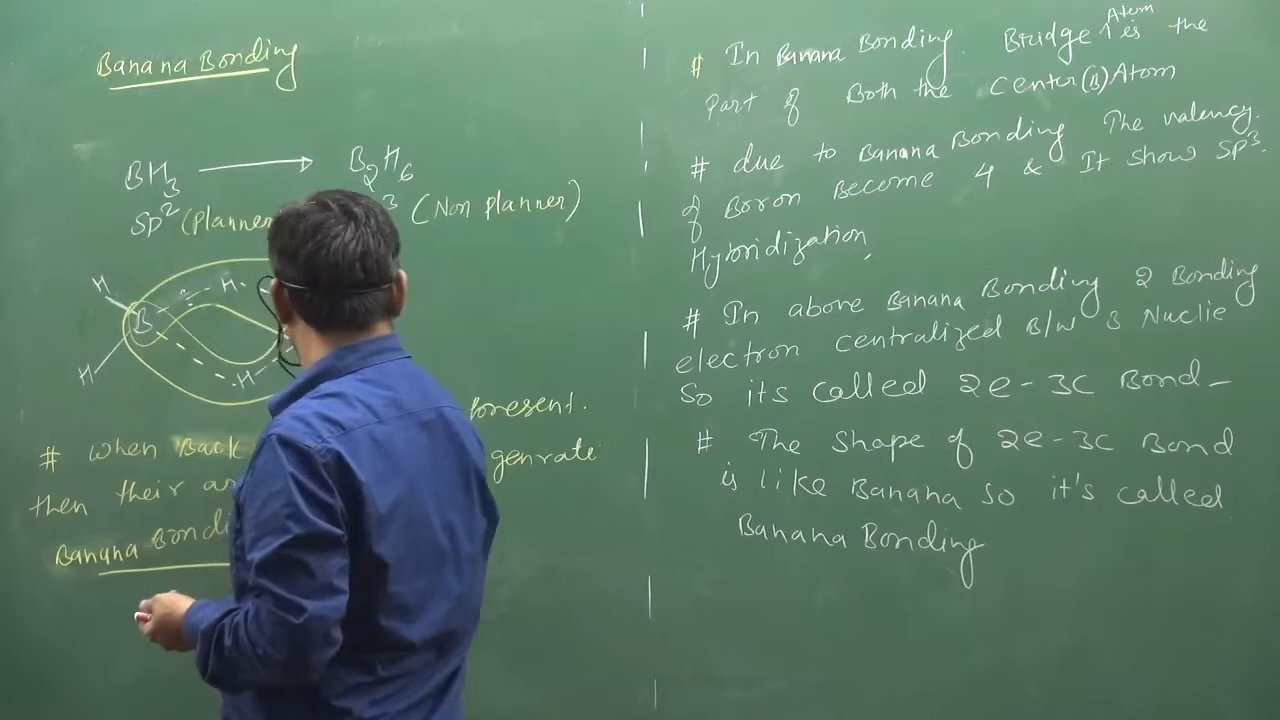 Banana Bonding
BH3 → B2H6
SP2 (Planner
3 (Non planner)
H
H
B
H
H
present.
# when Back
genrate
then their
Banana Bondi
# In Banana Bonding Bridge Atom is the
Part of Both the Center(B) Atom
# due to Banana Bonding The valency
of Boron Become 4 & It show SP3.
Hybridization,
# In above Banana Bonding 2 Bonding
electron centralized B/W 3 Nuclie
So its called 2e-3c Bond-
# The Shape of 2e-3c Bond
is like Banana so it's called
Banana Bonding